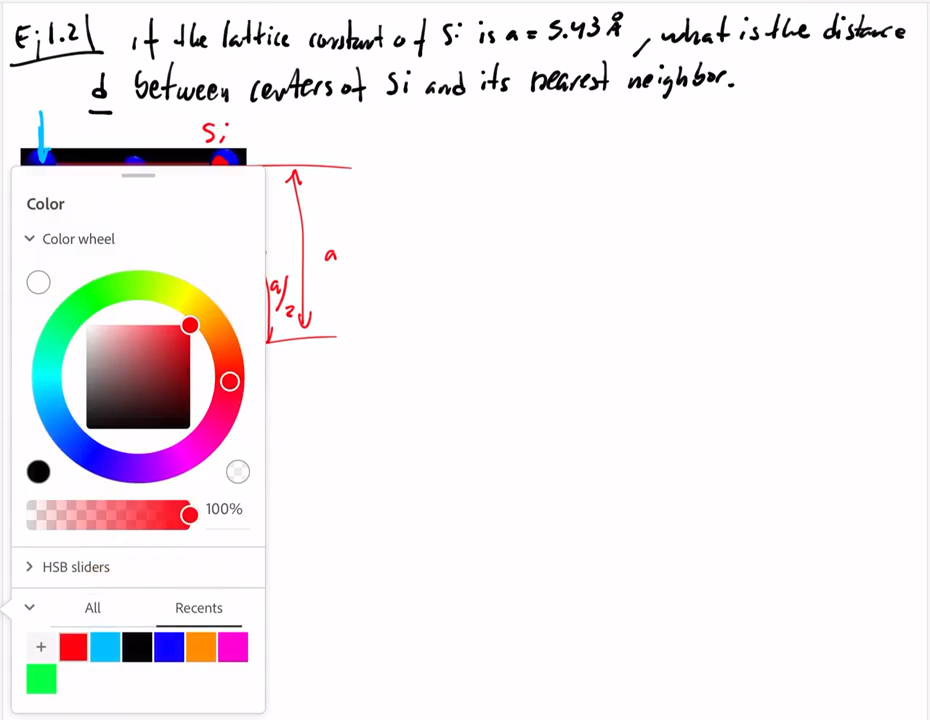 Ej 1.2| if the lattice constant of Si is a = 5.43 Å, what is the distance
d between centers of Si and its nearest neighbor.
Si
Color
Color wheel
a
a/2
100%
HSB sliders
All Recents
+